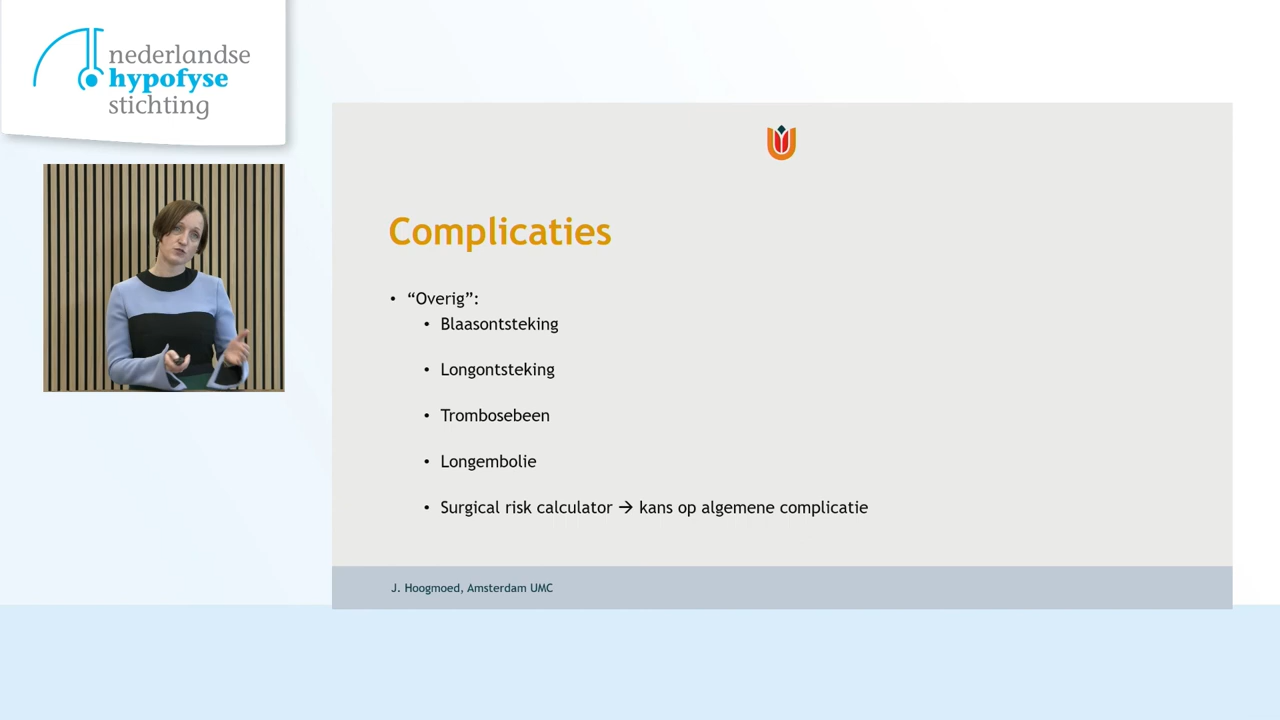 nederlandse
hypofyse
stichting
Complicaties
• “Overig”:
• Blaasontsteking
• Longontsteking
• Trombosebeen
• Longembolie
• Surgical risk calculator → kans op algemene complicatie
J. Hoogmoed, Amsterdam UMC